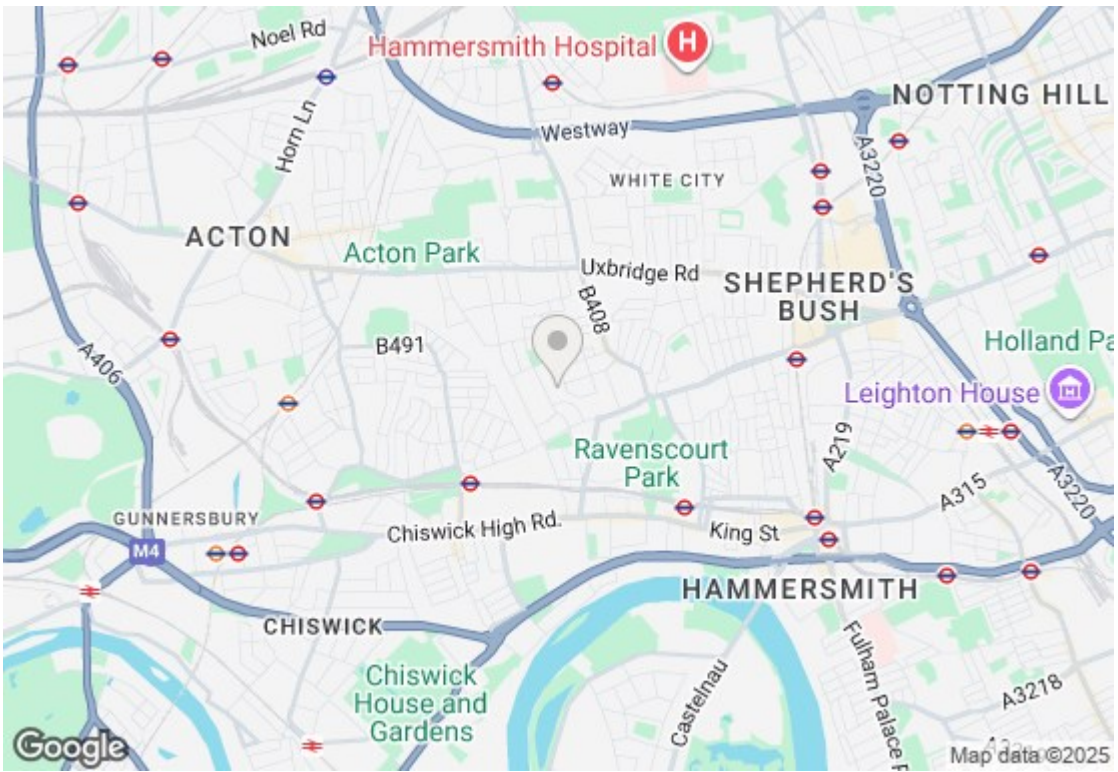 Noel Rd
Hammersmith Hospital
H
NOTTING HILL
Horn Ln
Westway
A3220
WHITE CITY
ACTON
Acton Park
Uxbridge Rd
SHEPHERD'S
BUSH
B408
B491
A406
Holland Pa
Leighton House
Ravenscourt
Park
A219
A315
A3220
GUNNERSBURY
Chiswick High Rd.
King St
M4
HAMMERSMITH
CHISWICK
Chiswick
House and
Gardens
Castelnau
Fulham Palace R
A3218
Google
Map data ©2025